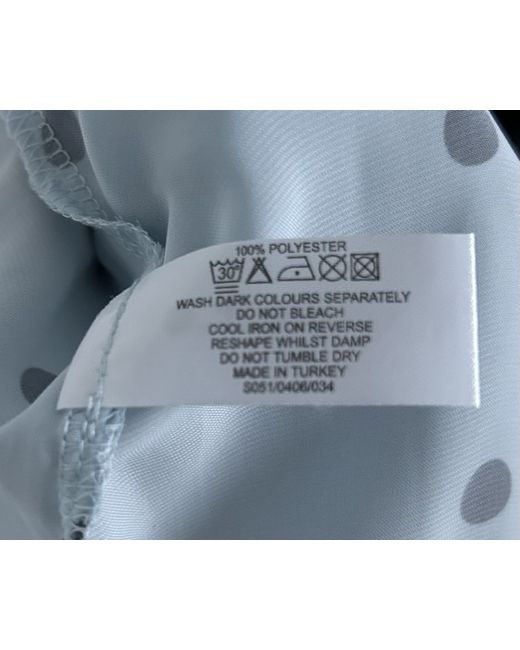 100% POLYESTER
30°
WASH DARK COLOURS SEPARATELY
DO NOT BLEACH
COOL IRON ON REVERSE
RESHAPE WHILST DAMP
DO NOT TUMBLE DRY
MADE IN TURKEY
S051/0406/034